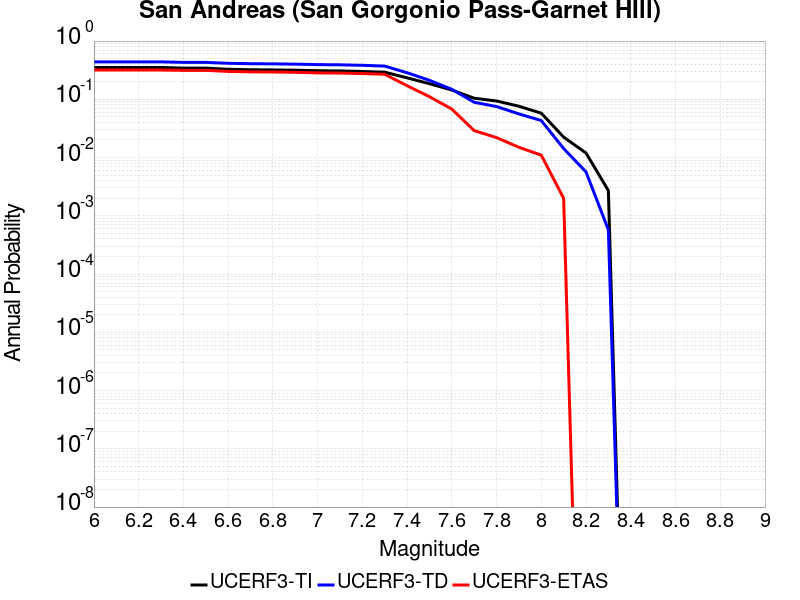 San Andreas (San Gorgonio Pass-Garnet HIll)
Annual Probability
10^0
10^-1
10^-2
10^-3
10^-4
10^-5
10^-6
10^-7
10^-8
6 6.2 6.4 6.6 6.8 7 7.2 7.4 7.6 7.8 8 8.2 8.4 8.6 8.8 9
Magnitude
UCERF3-TI UCERF3-TD UCERF3-ETAS